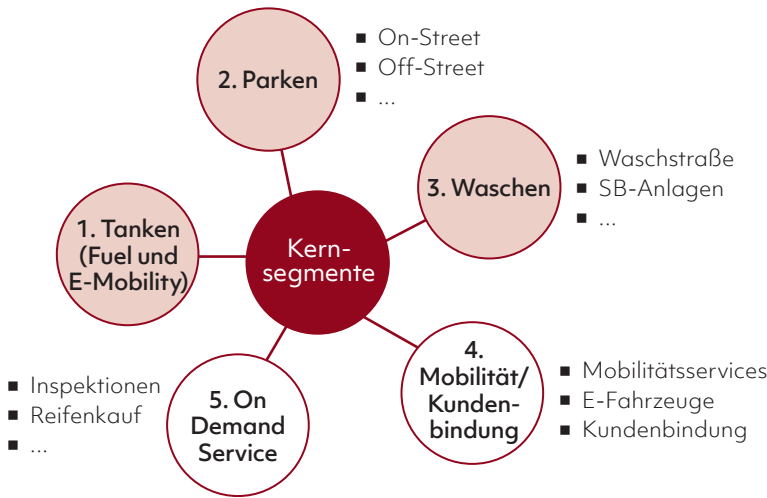 2. Parken
■ On-Street
■ Off-Street
■ ...
3. Waschen
■ Waschstraße
■ SB-Anlagen
■ ...
1. Tanken
(Fuel und
E-Mobility)
Kern-
segmente
4.
Mobilität/
Kunden-
bindung
■ Mobilitätsservices
■ E-Fahrzeuge
■ Kundenbindung
5. On
Demand
Service
■ Inspektionen
■ Reifenkauf
■ ...